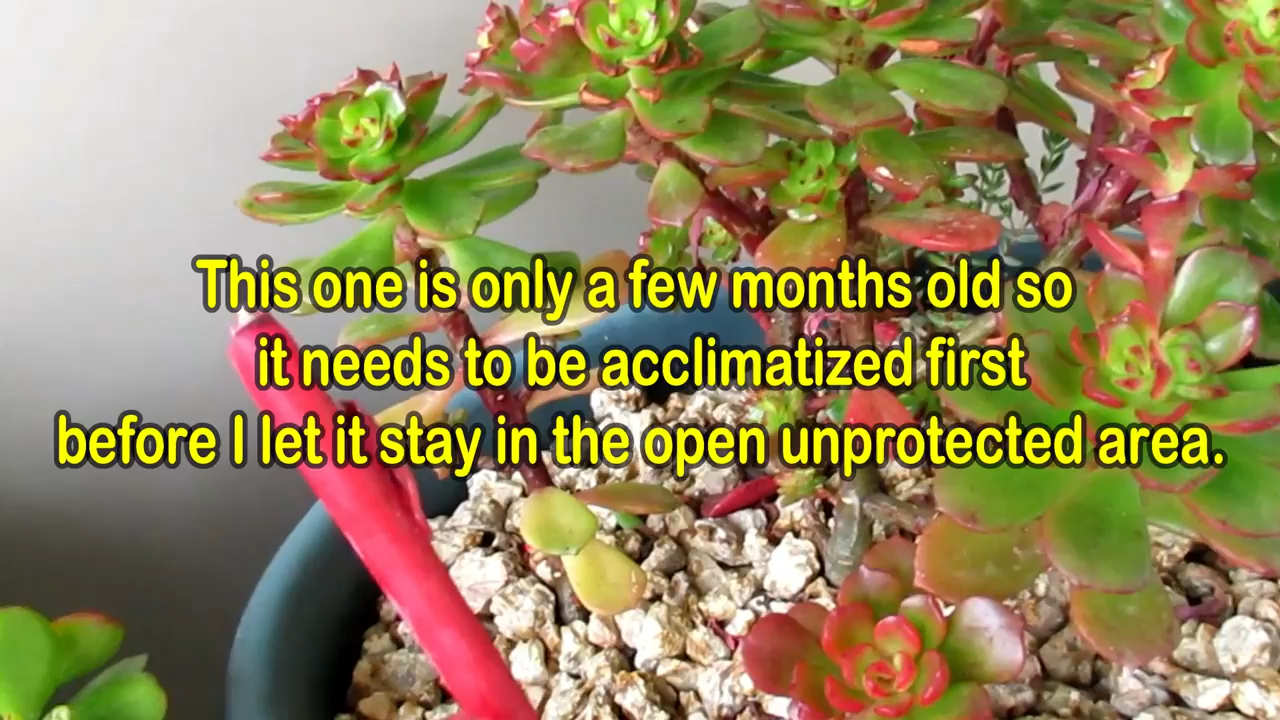 This one is only a few months old so
it needs to be acclimatized first
before I let it stay in the open unprotected area.